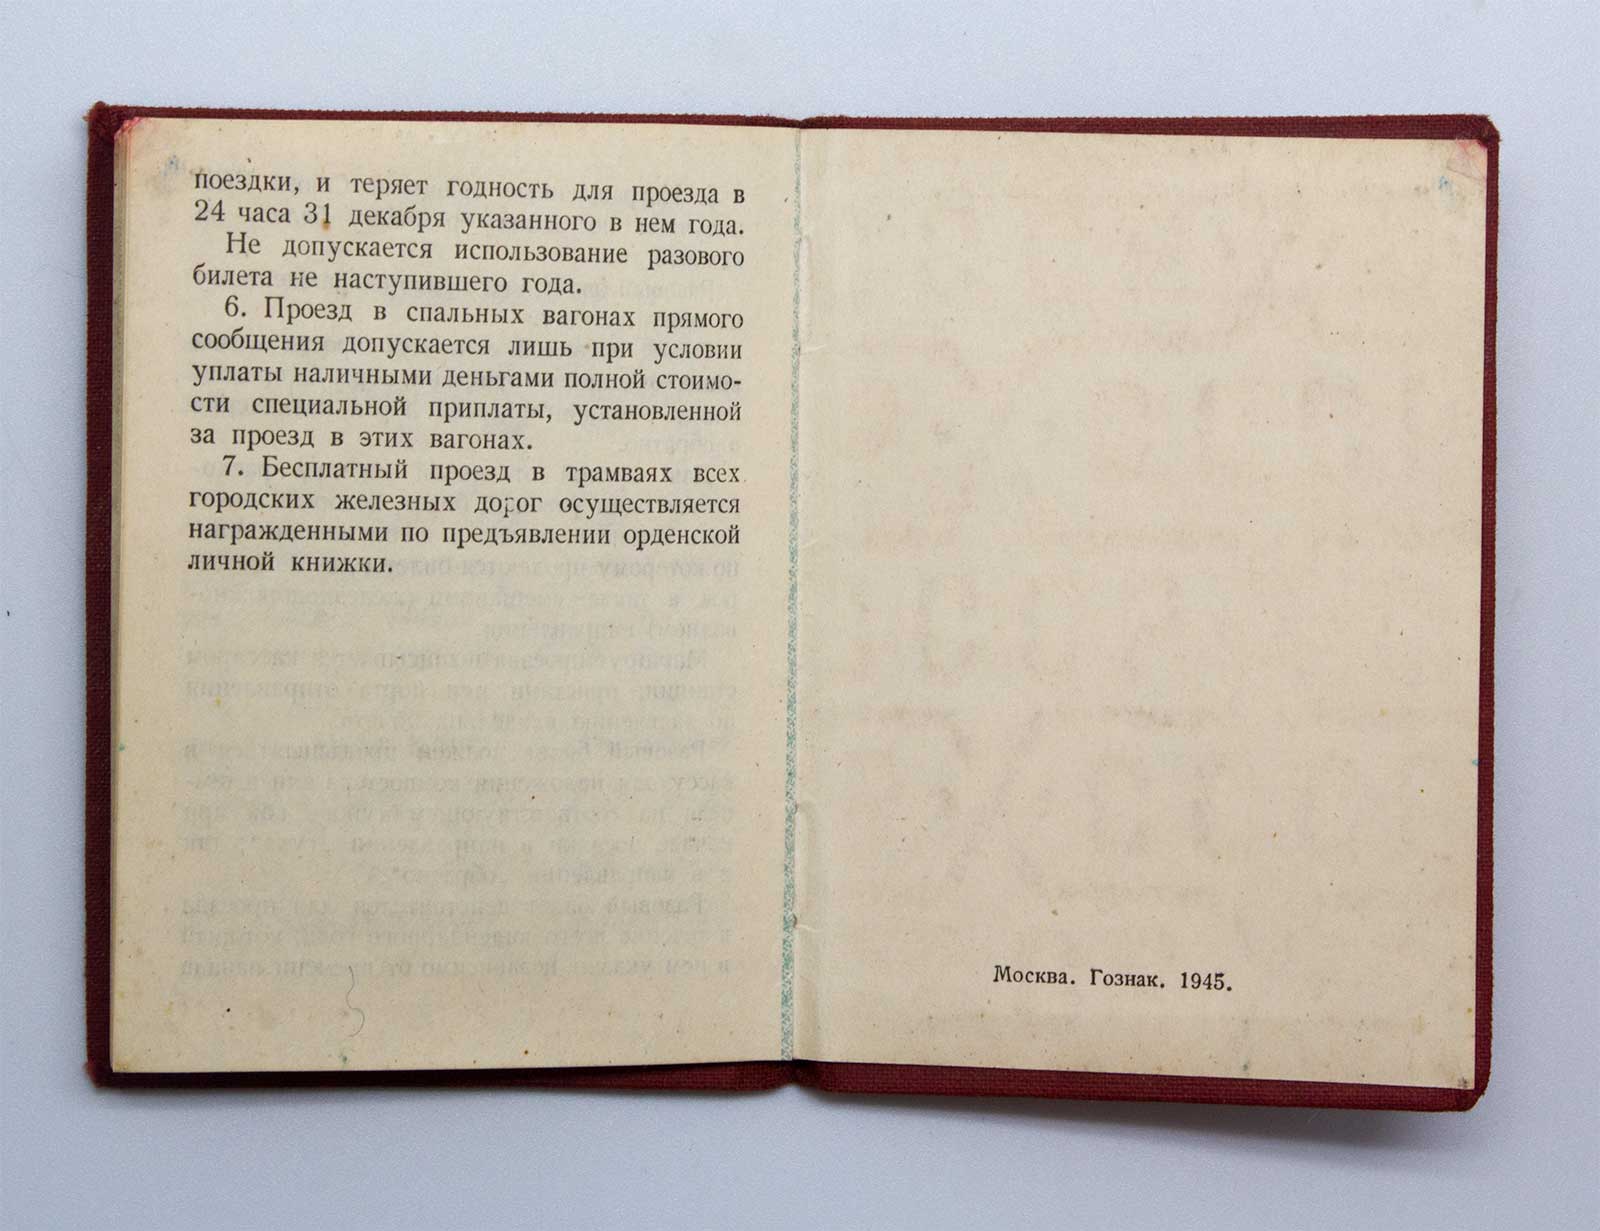 поездки, и теряет годность для проезда в
24 часа 31 декабря указанного в нем года.
Не допускается использование разового
билета не наступившего года.
6. Проезд в спальных вагонах прямого
сообщения допускается лишь при условии
уплаты наличными деньгами полной стоимо-
сти специальной приплаты, установленной
за проезд в этих вагонах.
7. Бесплатный проезд в трамваях всех
городских железных дорог осуществляется
награжденными по предъявлении орденской
личной книжки.
Москва. Гознак. 1945.